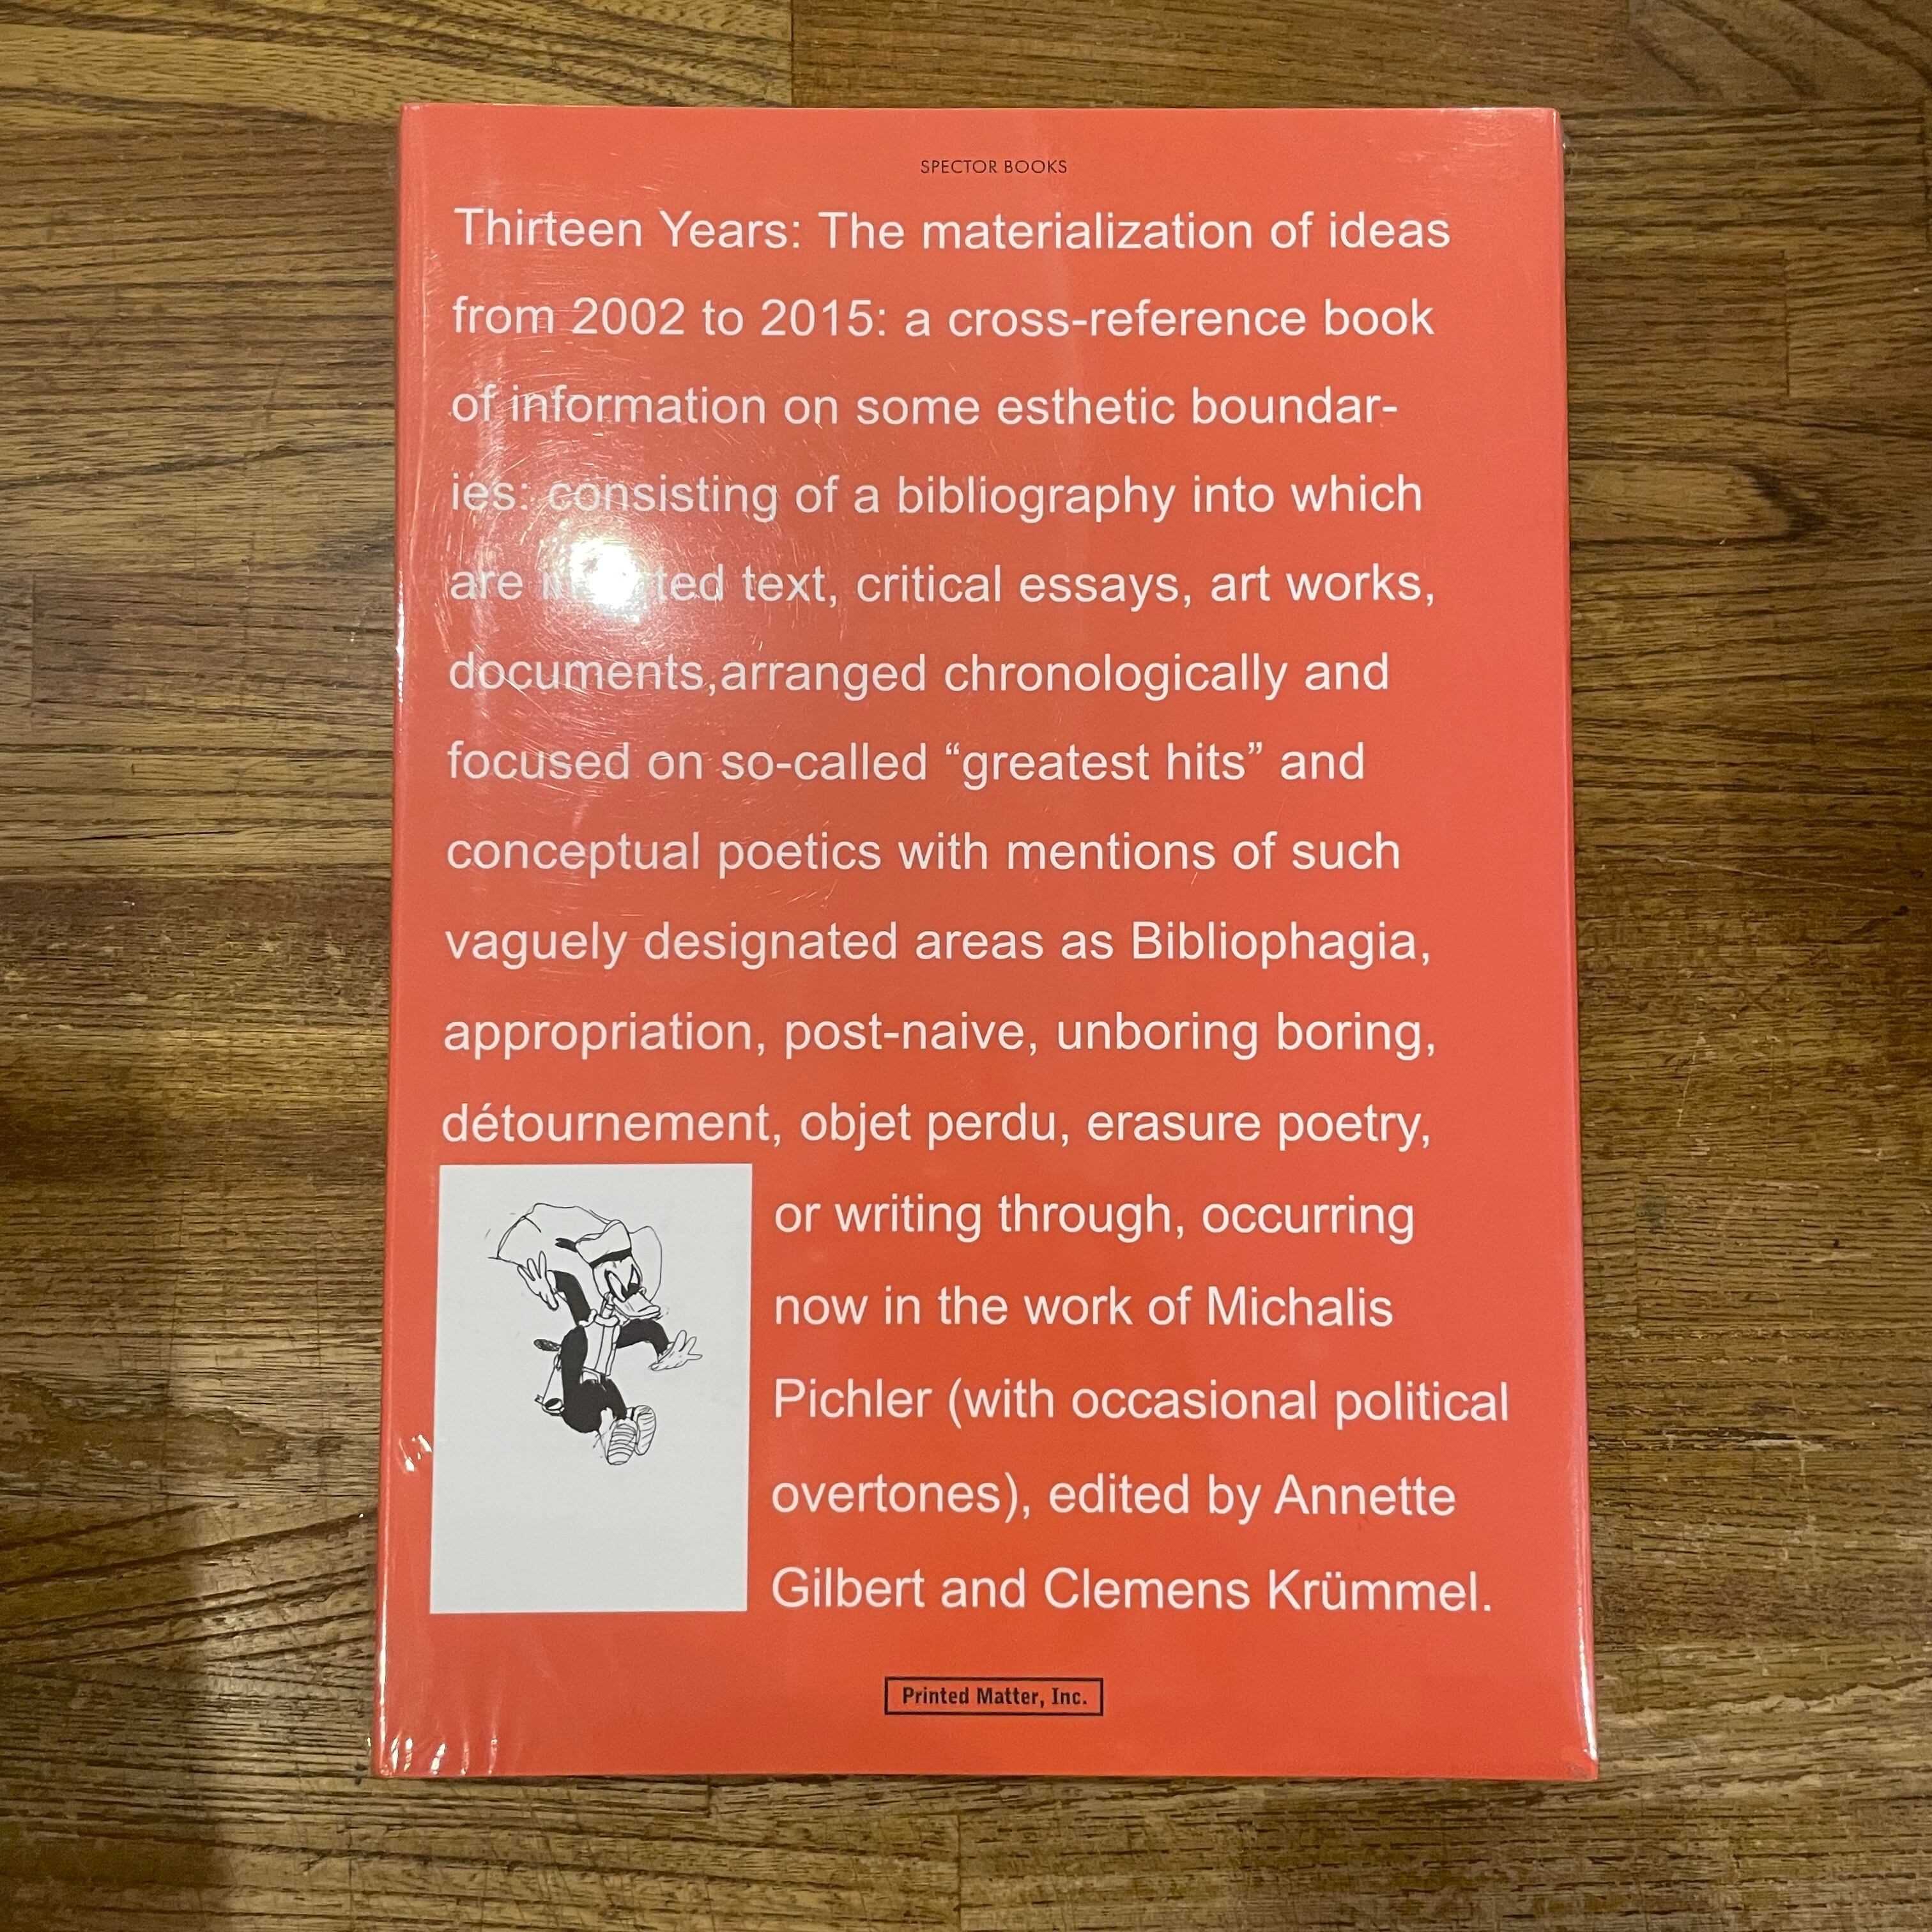 SPECTOR BOOKS
Thirteen Years: The materialization of ideas
from 2002 to 2015: a cross-reference book
of information on some esthetic boundar-
ies: consisting of a bibliography into which
are text, critical essays, art works,
documents,arranged chronologically and
focused on so-called “greatest hits” and
conceptual poetics with mentions of such
vaguely designated areas as Bibliophagia,
appropriation, post-naive, unboring boring,
détournement, objet perdu, erasure poetry,
or writing through, occurring
now in the work of Michalis
Pichler (with occasional political
overtones), edited by Annette
Gilbert and Clemens Krümmel.
Printed Matter, Inc.